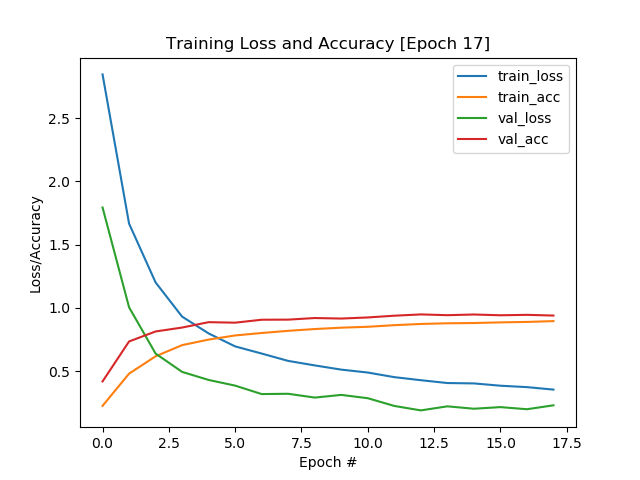 Training Loss and Accuracy [Epoch 17]
train_loss
train_acc
val_loss
val_acc
2.5
2.0
1.5
1.0
0.5
Loss/Accuracy
0.0
2.5
5.0
7.5
10.0
12.5
15.0
17.5
Epoch #